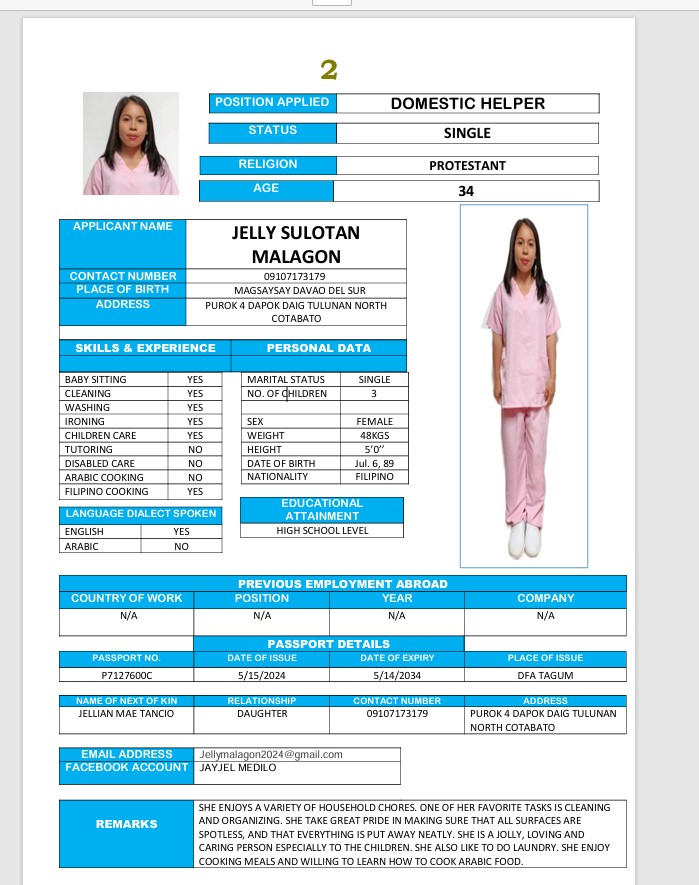 2
POSITION APPLIED DOMESTIC HELPER
STATUS SINGLE
RELIGION PROTESTANT
AGE 34
APPLICANT NAME JELLY SULOTAN
MALAGON
CONTACT NUMBER 09107173179
PLACE OF BIRTH MAGSAYSAY DAVAO DEL SUR
ADDRESS PUROK 4 DAPOK DAIG TULUNAN NORTH
COTABATO
SKILLS & EXPERIENCE PERSONAL DATA
BABY SITTING YES MARITAL STATUS SINGLE
CLEANING YES NO. OF CHILDREN 3
WASHING YES
IRONING YES SEX FEMALE
CHILDREN CARE YES WEIGHT 48KGS
TUTORING NO HEIGHT 5'0''
DISABLED CARE NO DATE OF BIRTH Jul. 6, 89
ARABIC COOKING NO NATIONALITY FILIPINO
FILIPINO COOKING YES
EDUCATIONAL
ATTAINMENT
HIGH SCHOOL LEVEL
LANGUAGE DIALECT SPOKEN
ENGLISH YES
ARABIC NO
PREVIOUS EMPLOYMENT ABROAD
COUNTRY OF WORK POSITION YEAR COMPANY
N/A N/A N/A N/A
PASSPORT DETAILS
PASSPORT NO. DATE OF ISSUE DATE OF EXPIRY PLACE OF ISSUE
P7127600C 5/15/2024 5/14/2034 DFA TAGUM
NAME OF NEXT OF KIN RELATIONSHIP CONTACT NUMBER ADDRESS
JELLIAN MAE TANCIO DAUGHTER 09107173179 PUROK 4 DAPOK DAIG TULUNAN
NORTH COTABATO
EMAIL ADDRESS Jellymalagon2024@gmail.com
FACEBOOK ACCOUNT JAYJEL MEDILO
REMARKS
SHE ENJOYS A VARIETY OF HOUSEHOLD CHORES. ONE OF HER FAVORITE TASKS IS CLEANING
AND ORGANIZING. SHE TAKE GREAT PRIDE IN MAKING SURE THAT ALL SURFACES ARE
SPOTLESS, AND THAT EVERYTHING IS PUT AWAY NEATLY. SHE IS A JOLLY, LOVING AND
CARING PERSON ESPECIALLY TO THE CHILDREN. SHE ALSO LIKE TO DO LAUNDRY. SHE ENJOY
COOKING MEALS AND WILLING TO LEARN HOW TO COOK ARABIC FOOD.